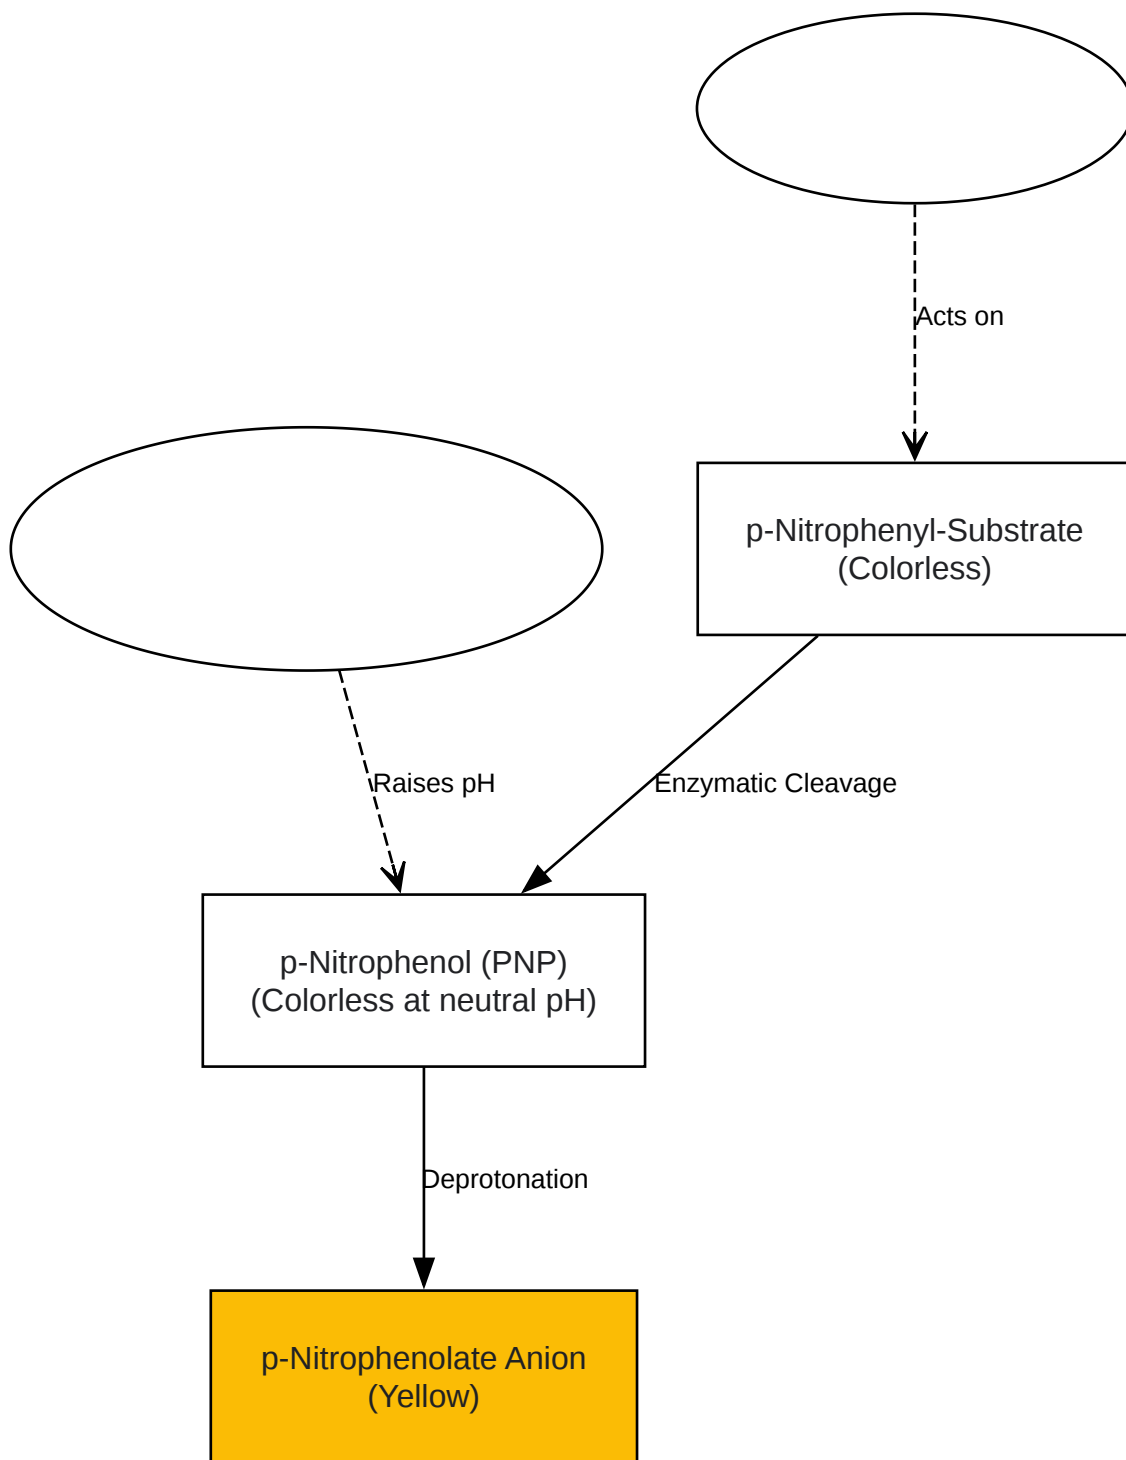 Acts on
p-Nitrophenyl-Substrate
(Colorless)
Raises pH
Enzymatic Cleavage
p-Nitrophenol (PNP)
(Colorless at neutral pH)
Deprotonation
p-Nitrophenolate Anion
(Yellow)